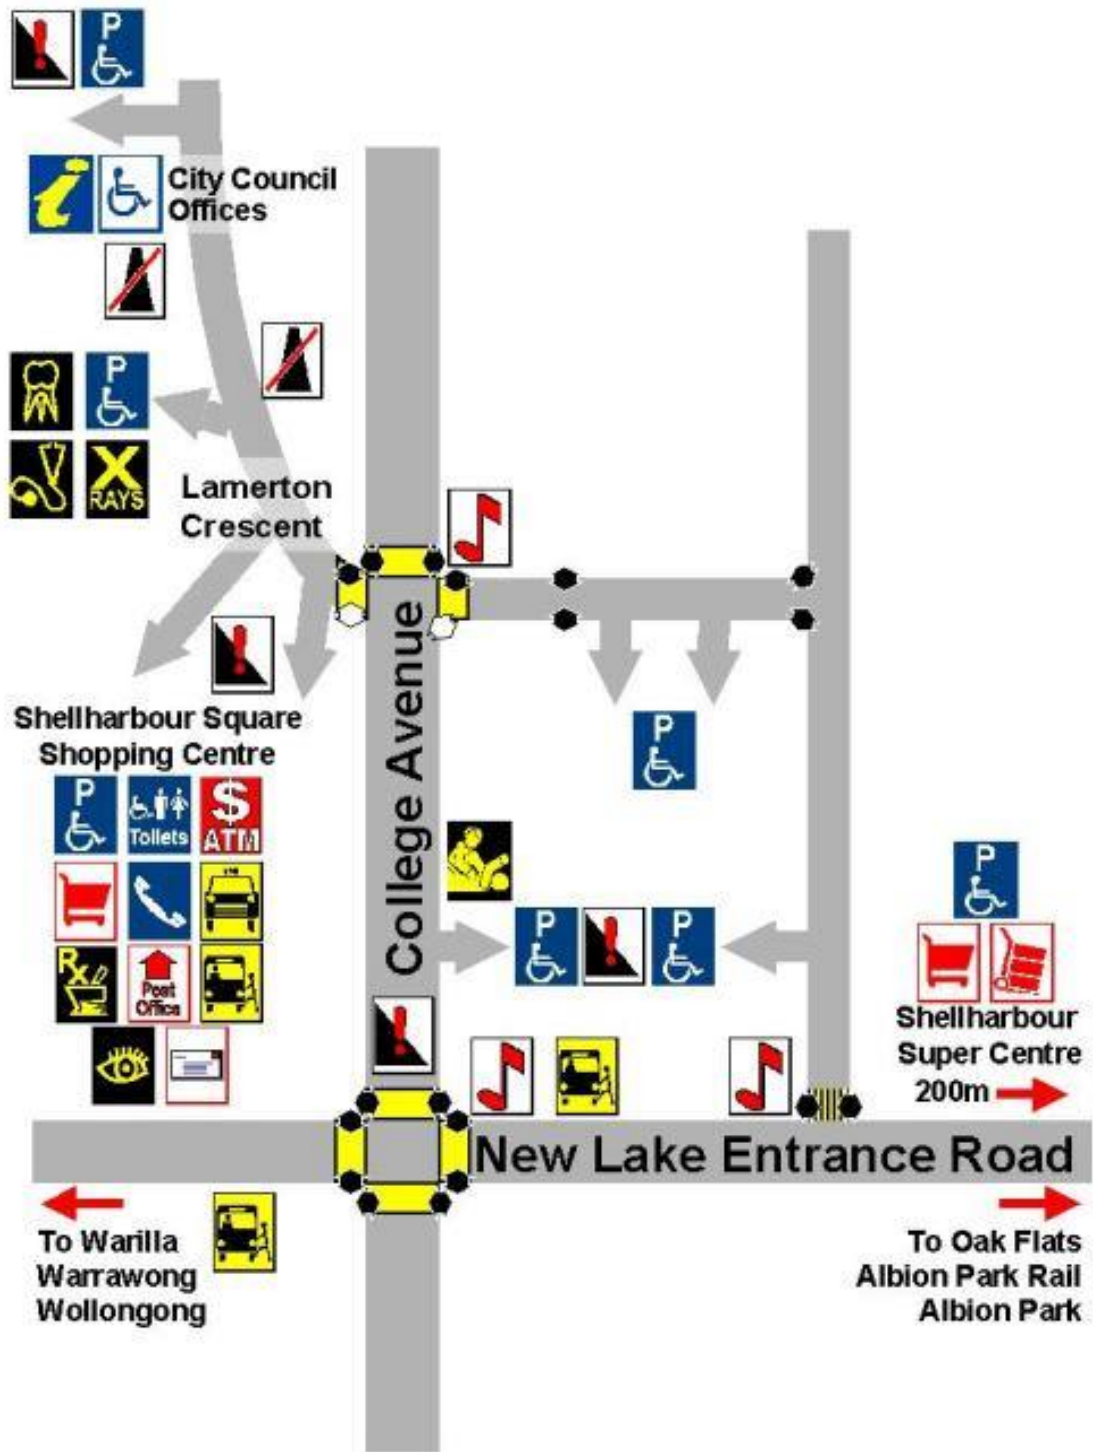 P
City Council
Offices
P
X
RAYS
Lamerton
Crescent
College Avenue
Shellharbour Square
Shopping Centre
P
Toilets
$
ATM
Rx
Post
Office
P
P
P
P
Shellharbour
Super Centre
200m
New Lake Entrance Road
To Warilla
Warrawong
Wollongong
To Oak Flats
Albion Park Rail
Albion Park